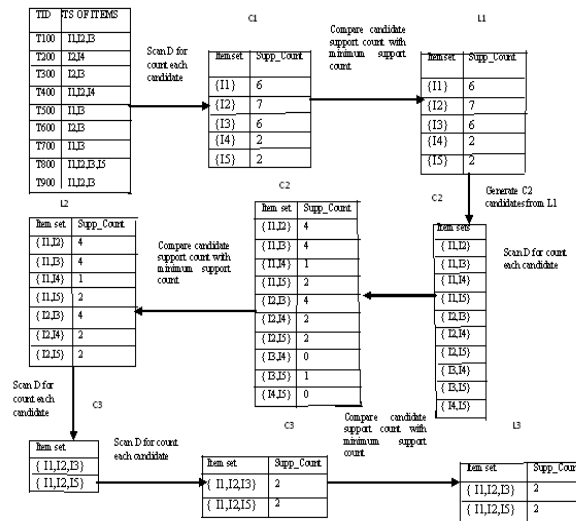 C1
L1
TID TS OF ITEMS
T100 I1,I2,I3
T200 I2,I4
T300 I2,I3
T400 I1,I2,I4
T500 I1,I3
T600 I2,I3
T700 I1,I3
T800 I1,I2,I3,I5
T900 I1,I2,I3
Scan D for
count each
candidate
Item set Supp_Count
{I1} 6
{I2} 7
{I3} 6
{I4} 2
{I5} 2
Compare candidate
support count with
minimum support
count
Item set Supp_Count
{I1} 6
{I2} 7
{I3} 6
{I4} 2
{I5} 2
Generate C2
candidates from L1
C2
Item sets
{I1,I2}
{I1,I3}
{I1,I4}
{I1,I5}
{I2,I3}
{I2,I4}
{I2,I5}
{I3,I4}
{I3,I5}
{I4,I5}
Scan D for count
each candidate
C2
Item set Supp_Count
{I1,I2} 4
{I1,I3} 4
{I1,I4} 1
{I1,I5} 2
{I2,I3} 4
{I2,I4} 2
{I2,I5} 2
{I3,I4} 0
{I3,I5} 1
{I4,I5} 0
Compare candidate
support count with
minimum support
count
L2
Item set Supp_Count
{I1,I2} 4
{I1,I3} 4
{I1,I4} 1
{I1,I5} 2
{I2,I3} 4
{I2,I4} 2
{I2,I5} 2
Scan D for
count each
candidate
C3
Item set
{ I1,I2,I3}
{ I1,I2,I5}
Scan D for count
each candidate
C3
Item set Supp_Count
{ I1,I2,I3} 2
{ I1,I2,I5} 2
Compare candidate
support count with
minimum support
count
L3
Item set Supp_Count
{ I1,I2,I3} 2
{ I1,I2,I5} 2